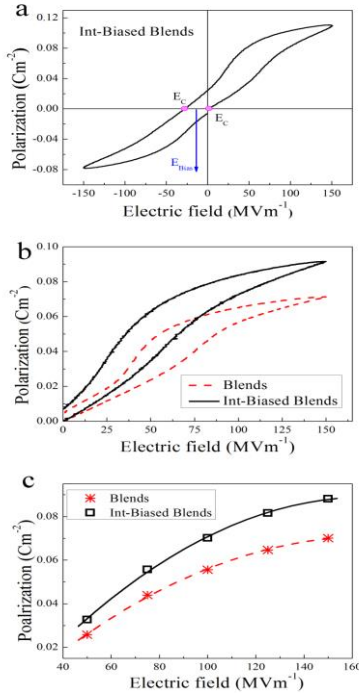 a
Int-Biased Blends
Polarization (Cm-2)
0.12
0.08
0.04
0.00
-0.04
-0.08
EC
EC
EBias
-150
-100
-50
0
50
100
150
Electric field (MVm-1)
b
Polarization (Cm-2)
0.10
0.08
0.06
0.04
0.02
0.00
Blends
Int-Biased Blends
0
25
50
75
100
125
150
Electric field (MVm-1)
c
Poalrization (Cm-2)
0.08
0.06
0.04
0.02
Blends
Int-Biased Blends
40
60
80
100
120
140
160
Electric field (MVm-1)